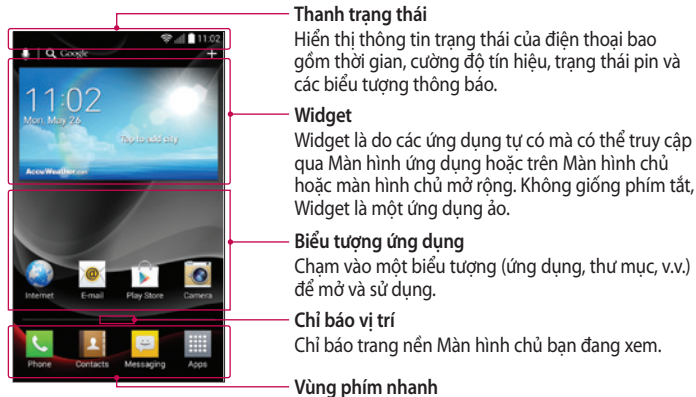 11:02
Google
11:02
Mon. May 26
Tap to add city
AccuWeather.com
Internet
E-mail
Play Store
Camera
Phone
Contacts
Messaging
Apps
Thanh trạng thái
Hiển thị thông tin trạng thái của điện thoại bao
gồm thời gian, cường độ tín hiệu, trạng thái pin và
các biểu tượng thông báo.
Widget
Widget là do các ứng dụng tự có mà có thể truy cập
qua Màn hình ứng dụng hoặc trên Màn hình chủ
hoặc màn hình chủ mở rộng. Không giống phím tắt,
Widget là một ứng dụng ảo.
Biểu tượng ứng dụng
Chạm vào một biểu tượng (ứng dụng, thư mục, v.v.)
để mở và sử dụng.
Chỉ báo vị trí
Chỉ báo trang nền Màn hình chủ bạn đang xem.
Vùng phím nhanh